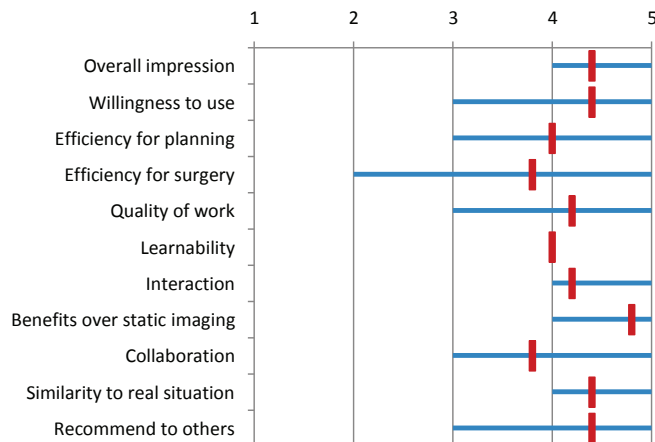 1 2 3 4 5
Overall impression
Willingness to use
Efficiency for planning
Efficiency for surgery
Quality of work
Learnability
Interaction
Benefits over static imaging
Collaboration
Similarity to real situation
Recommend to others